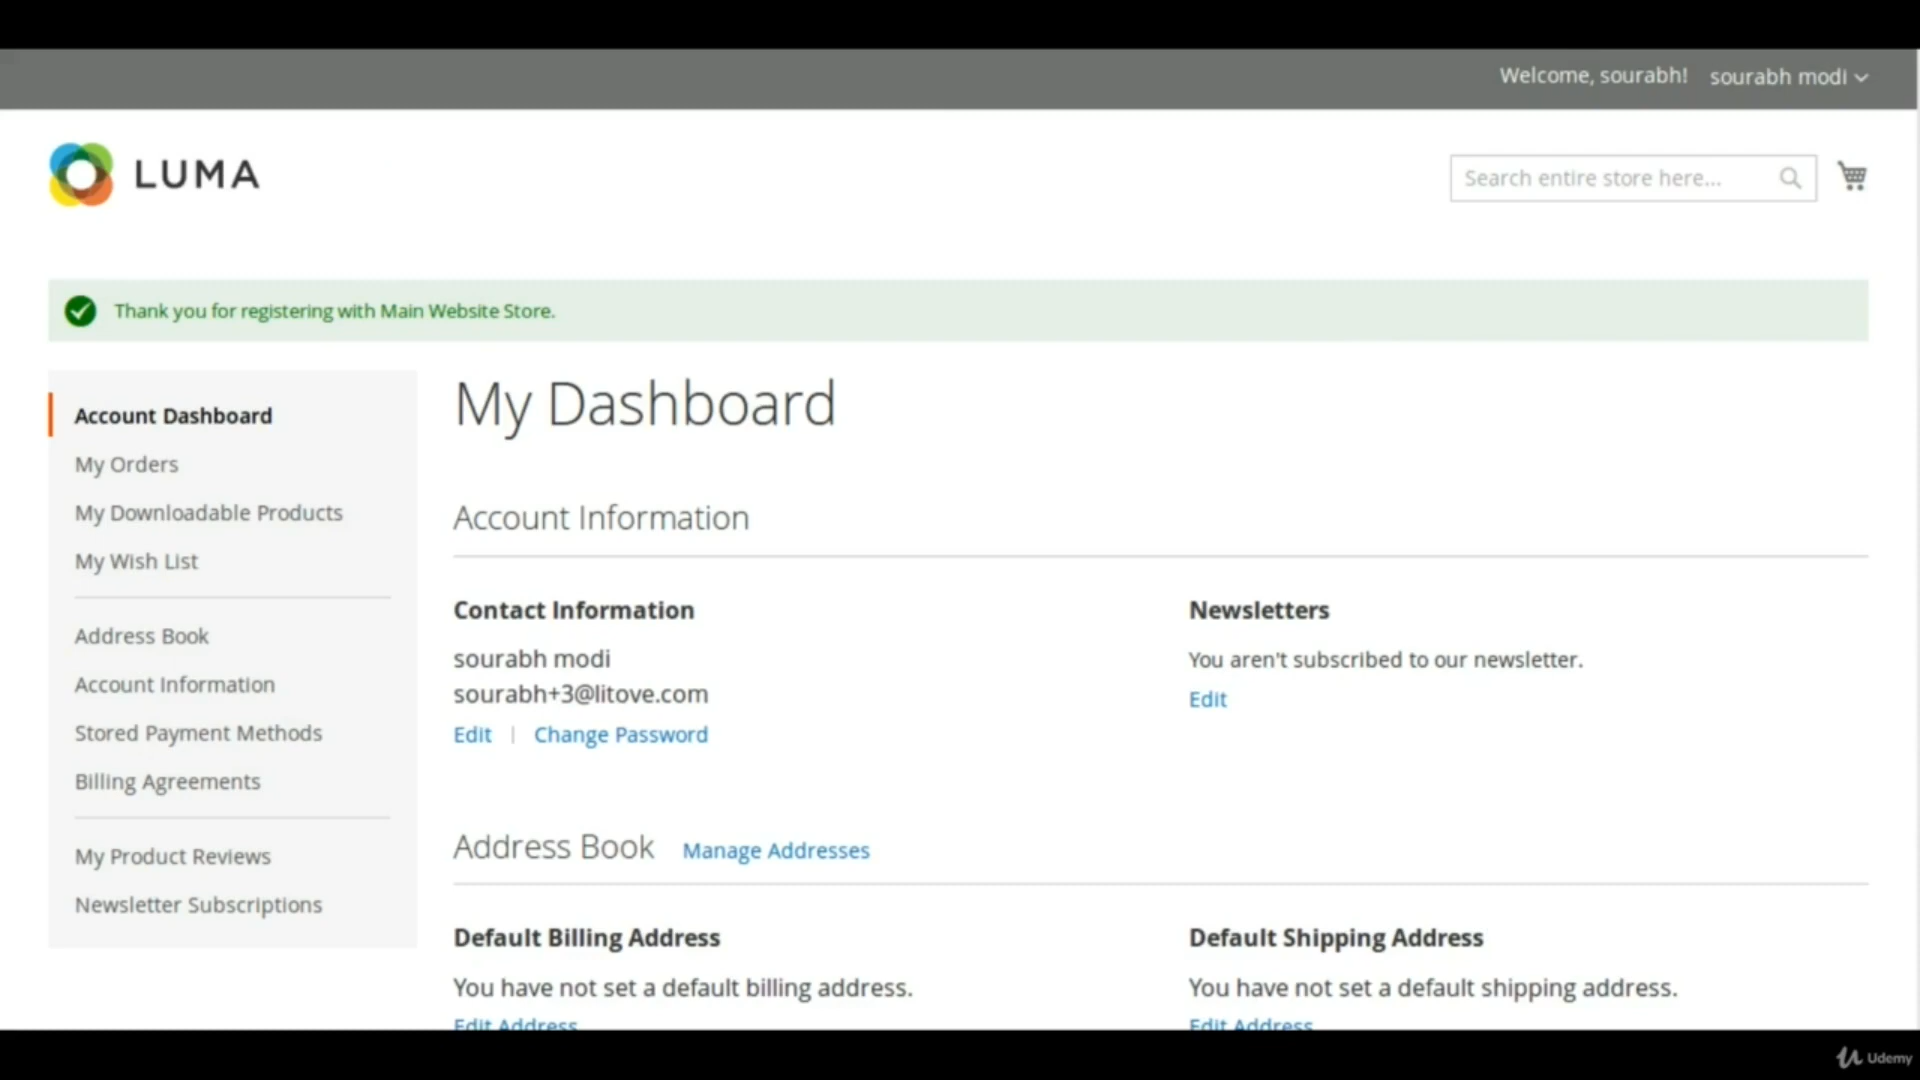 Welcome, sourabh! sourabh modi
LUMA
Search entire store here...
Thank you for registering with Main Website Store.
Account Dashboard
My Orders
My Downloadable Products
My Wish List
Address Book
Account Information
Stored Payment Methods
Billing Agreements
My Product Reviews
Newsletter Subscriptions
My Dashboard
Account Information
Contact Information
sourabh modi
sourabh+3@litove.com
Edit | Change Password
Newsletters
You aren't subscribed to our newsletter.
Edit
Address Book Manage Addresses
Default Billing Address
You have not set a default billing address.
Edit Address
Default Shipping Address
You have not set a default shipping address.
Edit Address
Udemy